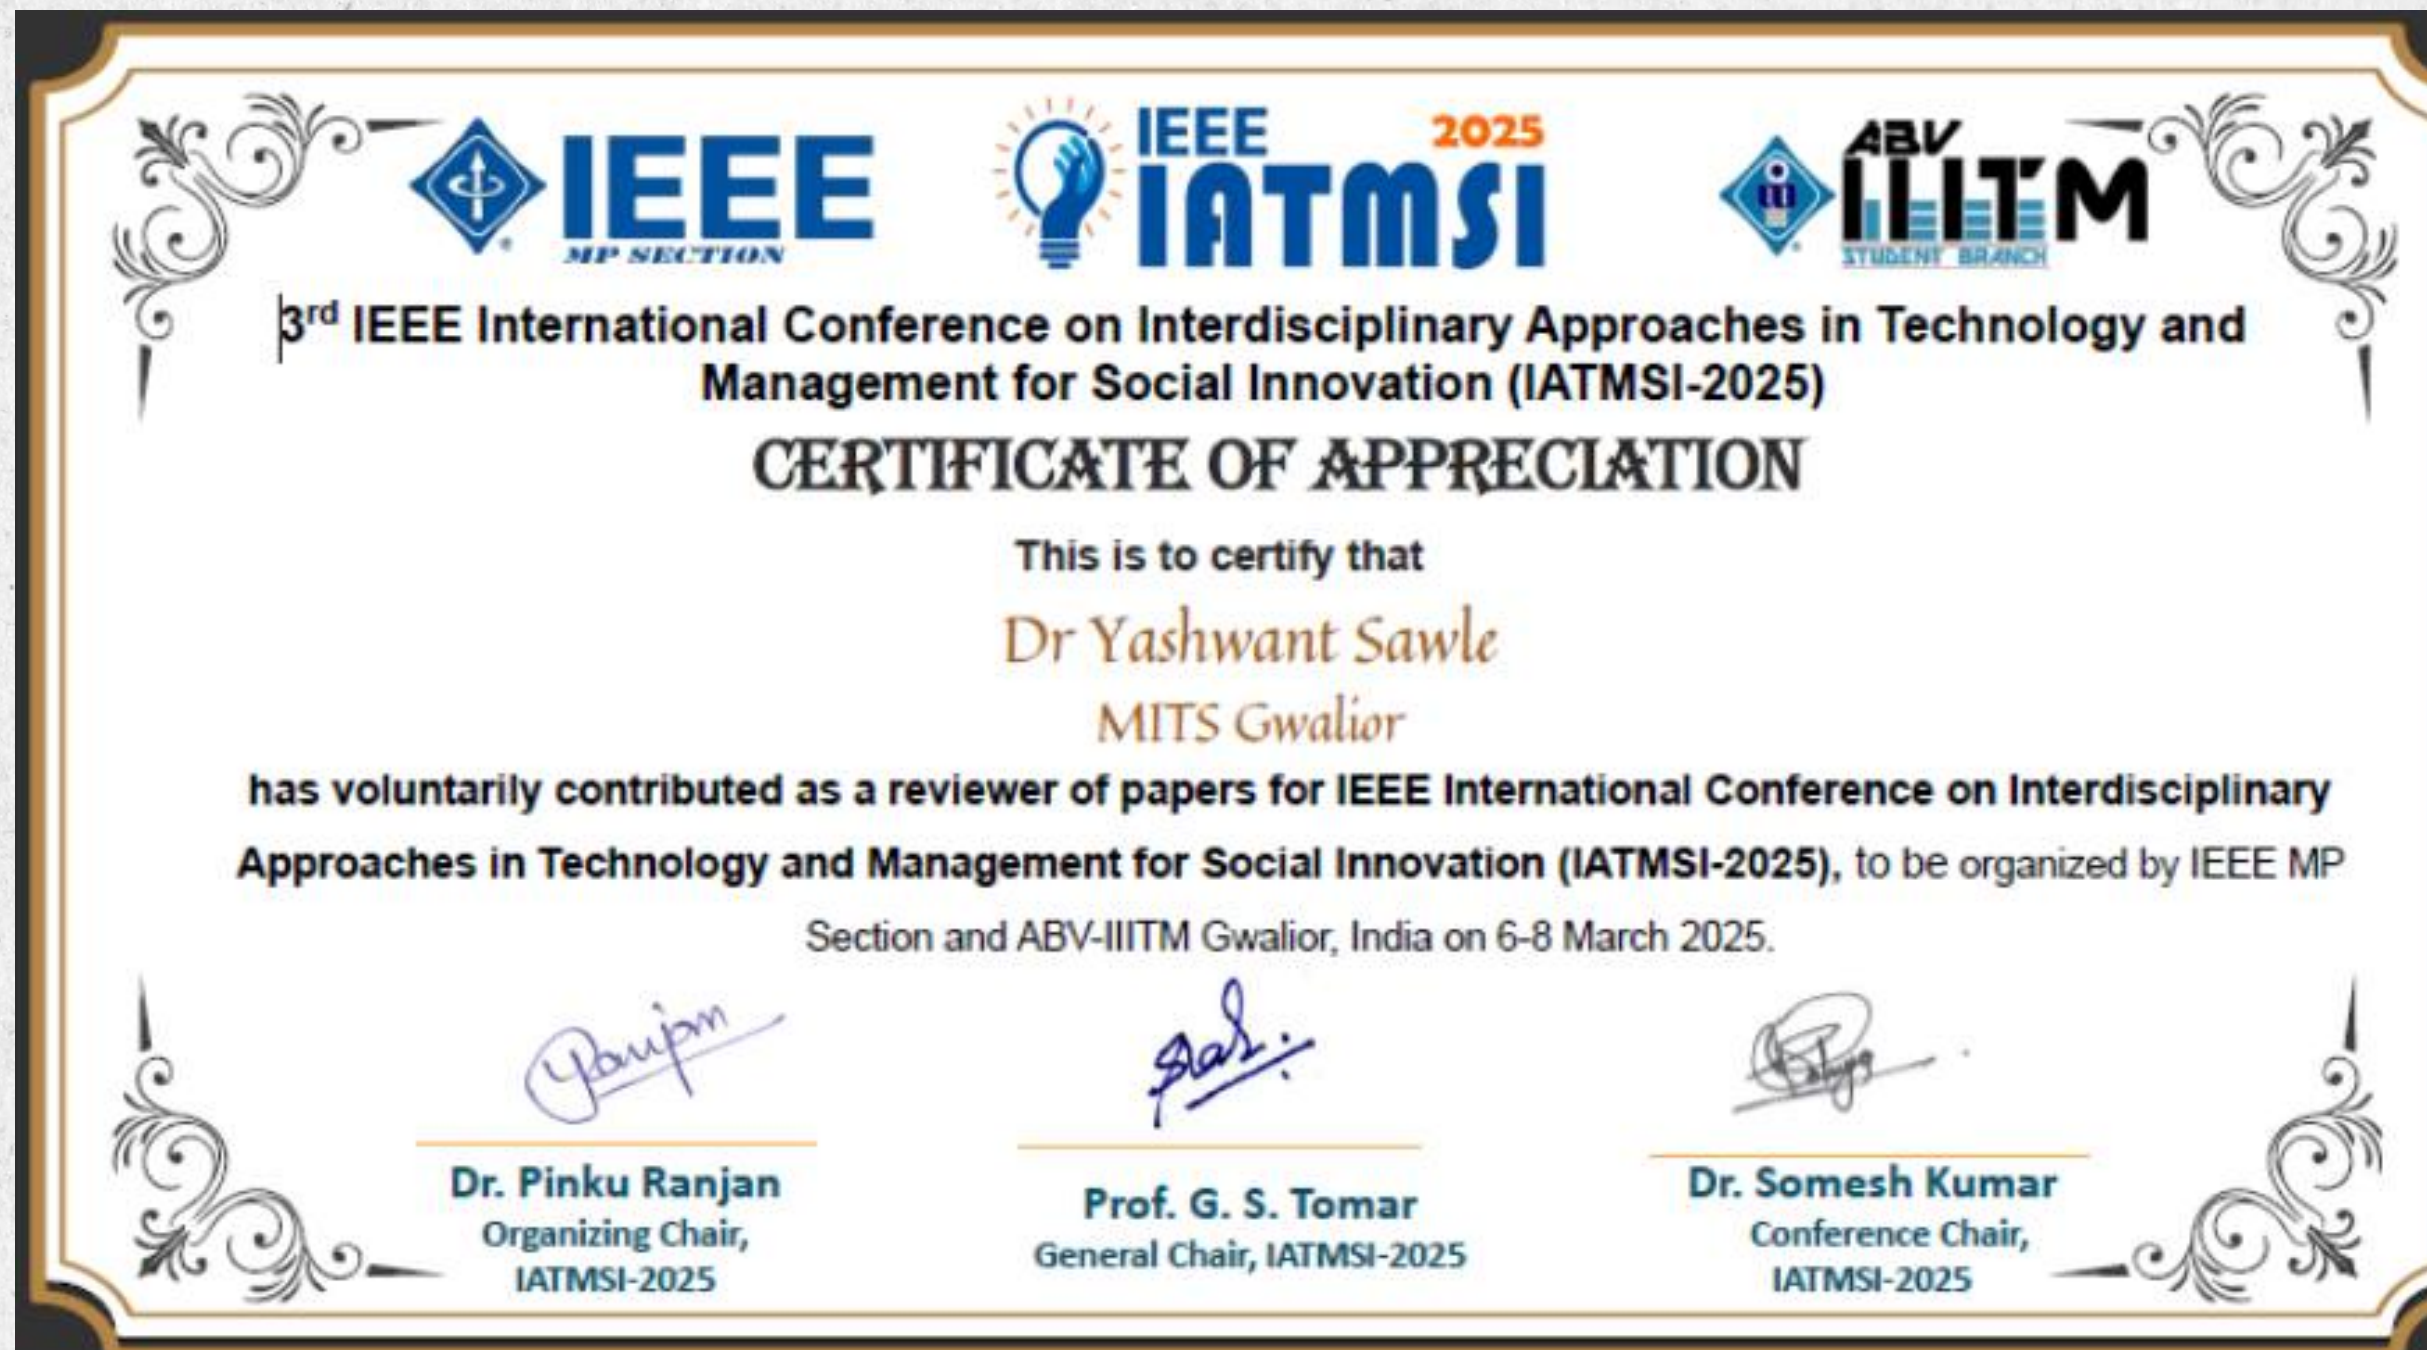 IEEE
MP SECTION
IEEE 2025
IATMSI
ABV
IIITM
STUDENT BRANCH
3rd IEEE International Conference on Interdisciplinary Approaches in Technology and
Management for Social Innovation (IATMSI-2025)
CERTIFICATE OF APPRECIATION
This is to certify that
Dr Yashwant Sawle
MITS Gwalior
has voluntarily contributed as a reviewer of papers for IEEE International Conference on Interdisciplinary
Approaches in Technology and Management for Social Innovation (IATMSI-2025), to be organized by IEEE MP
Section and ABV-IIITM Gwalior, India on 6-8 March 2025.
Dr. Pinku Ranjan
Organizing Chair,
IATMSI-2025
Prof. G. S. Tomar
General Chair, IATMSI-2025
Dr. Somesh Kumar
Conference Chair,
IATMSI-2025